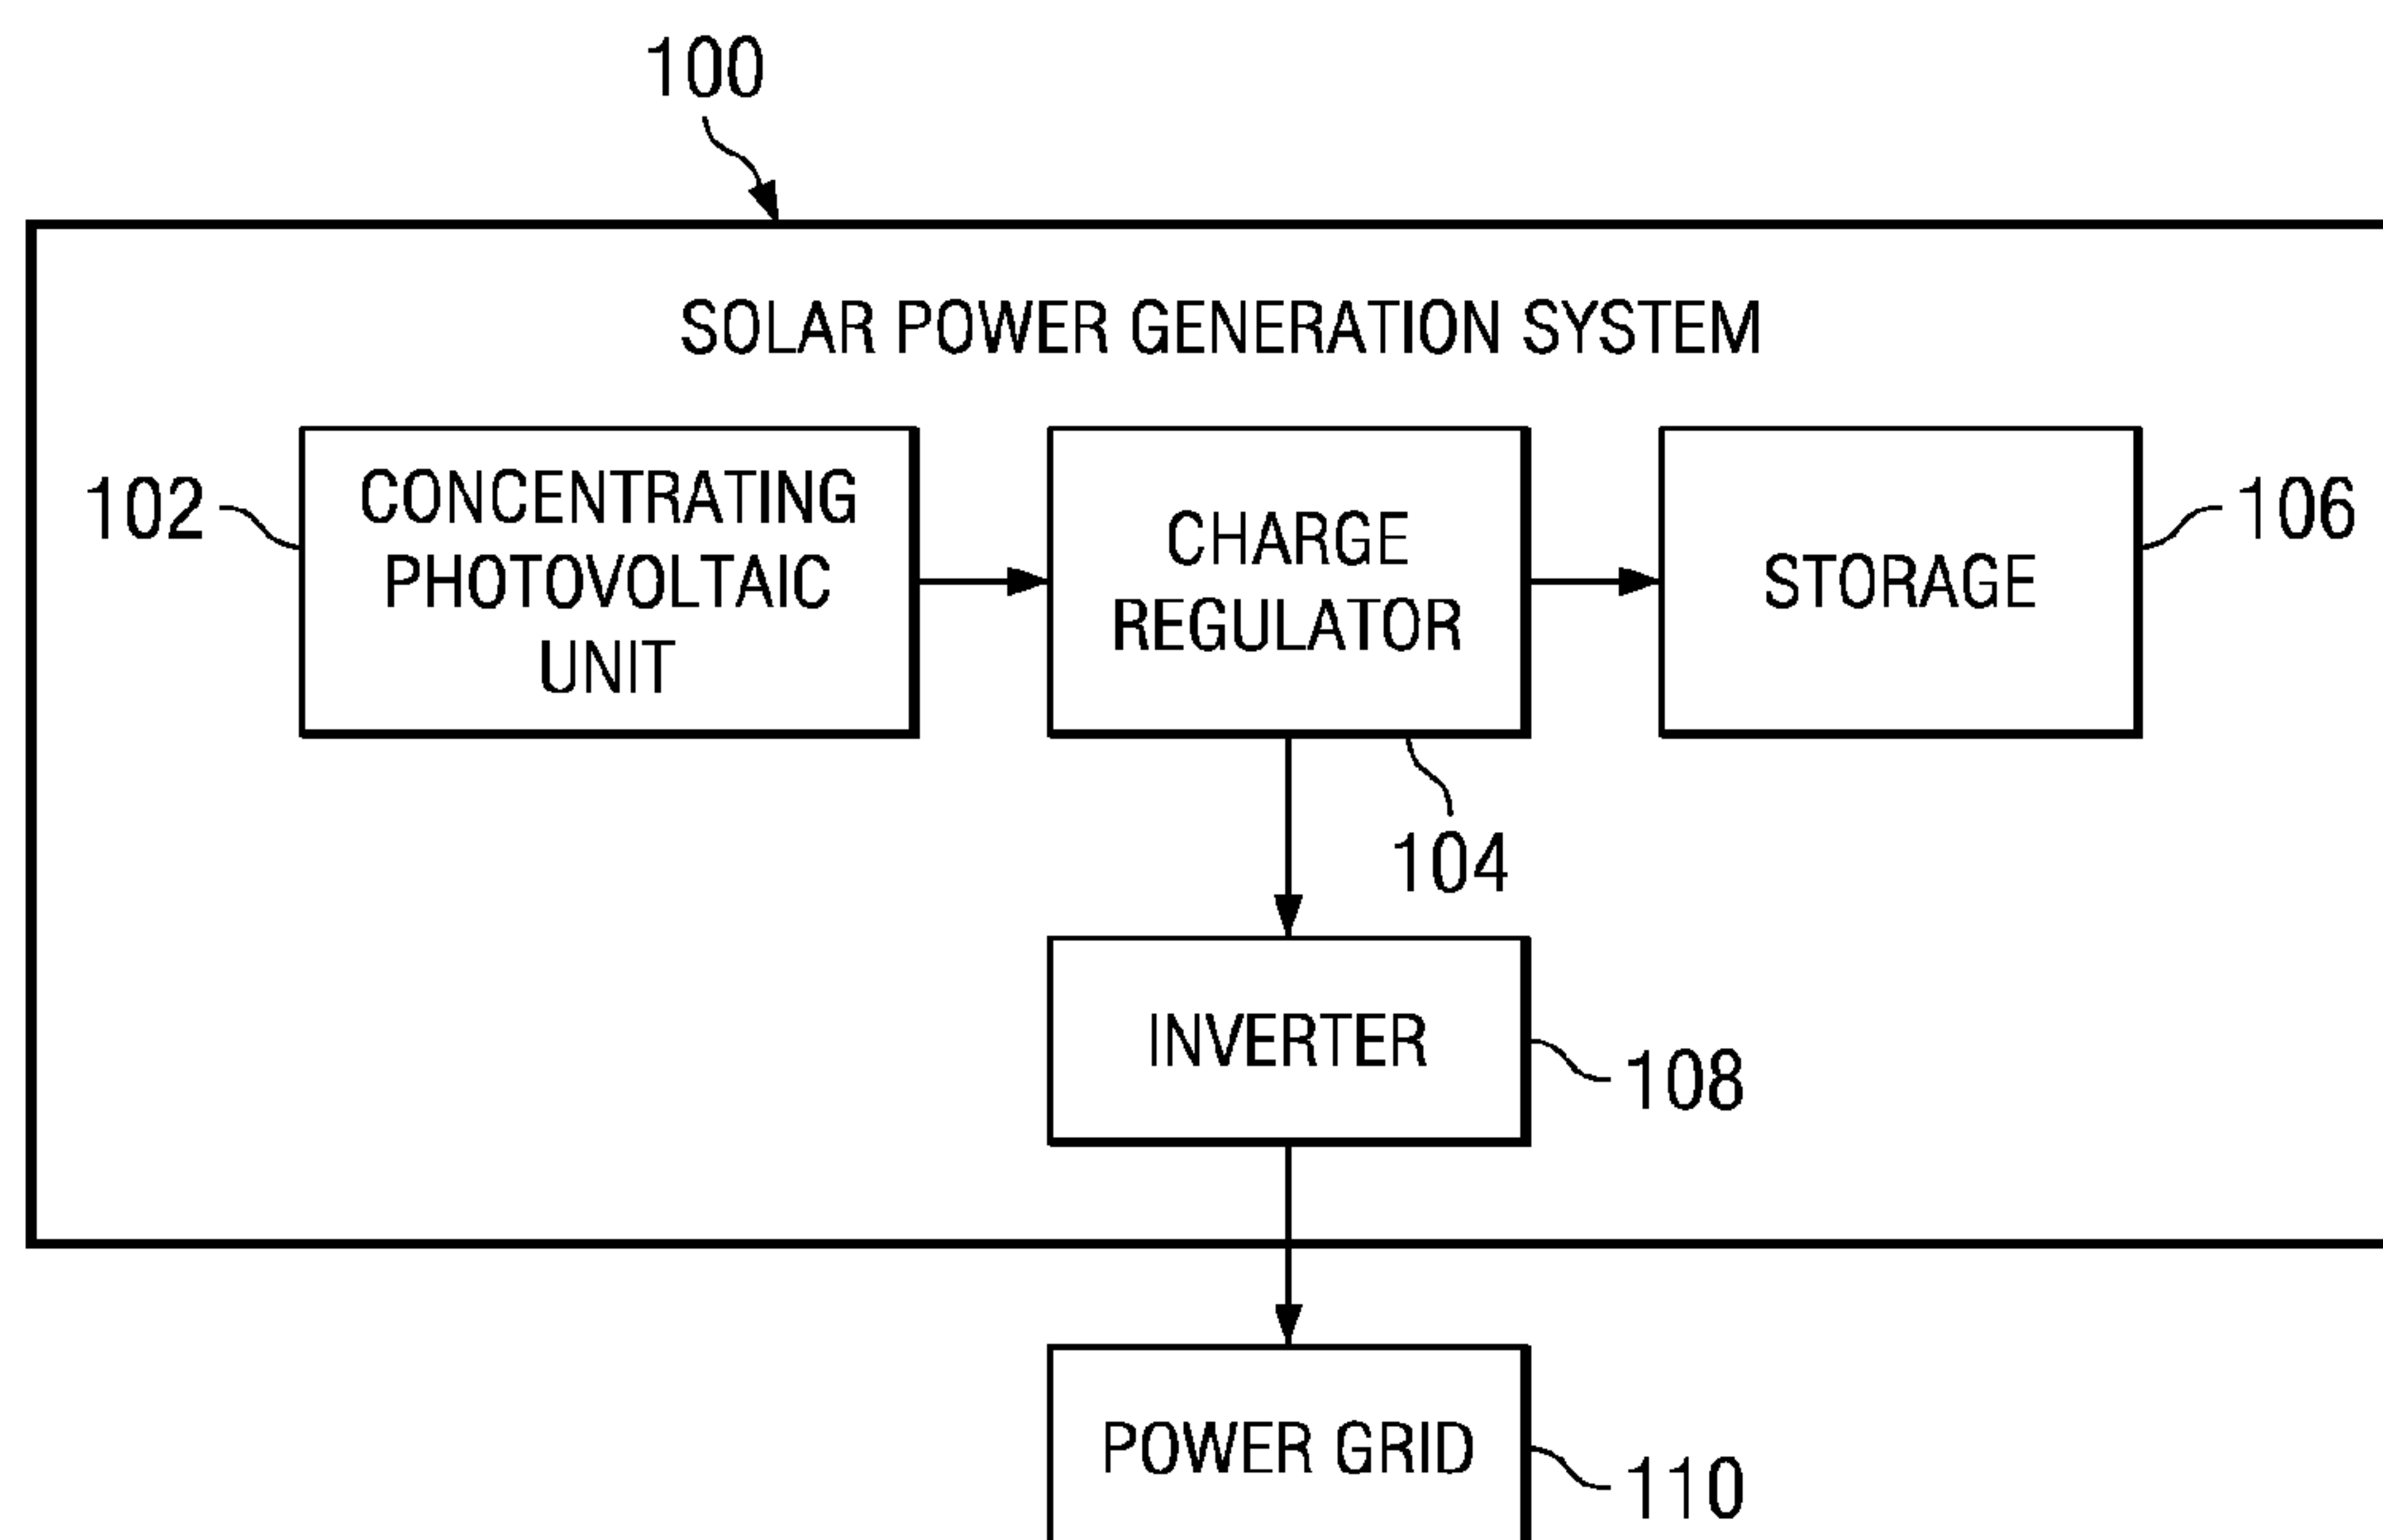 100
SOLAR POWER GENERATION SYSTEM
102
CONCENTRATING
PHOTOVOLTAIC
UNIT
CHARGE
REGULATOR
STORAGE
106
104
INVERTER
108
POWER GRID
110